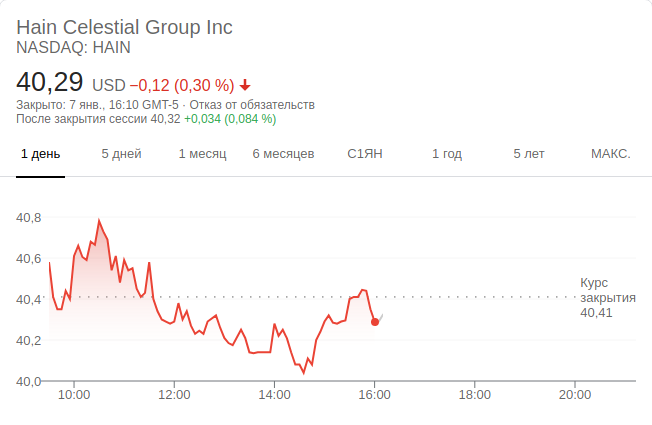 Hain Celestial Group Inc
NASDAQ: HAIN
40,29 USD −0,12 (0,30 %)
Закрыто: 7 янв., 16:10 GMT-5 · Отказ от обязательств
После закрытия сессии 40,32 +0,034 (0,084 %)
1 день 5 дней 1 месяц 6 месяцев С1ЯН 1 год 5 лет МАКС.
40,8
40,6
40,4
40,2
40,0
Курс
закрытия
40,41
10:00 12:00 14:00 16:00 18:00 20:00